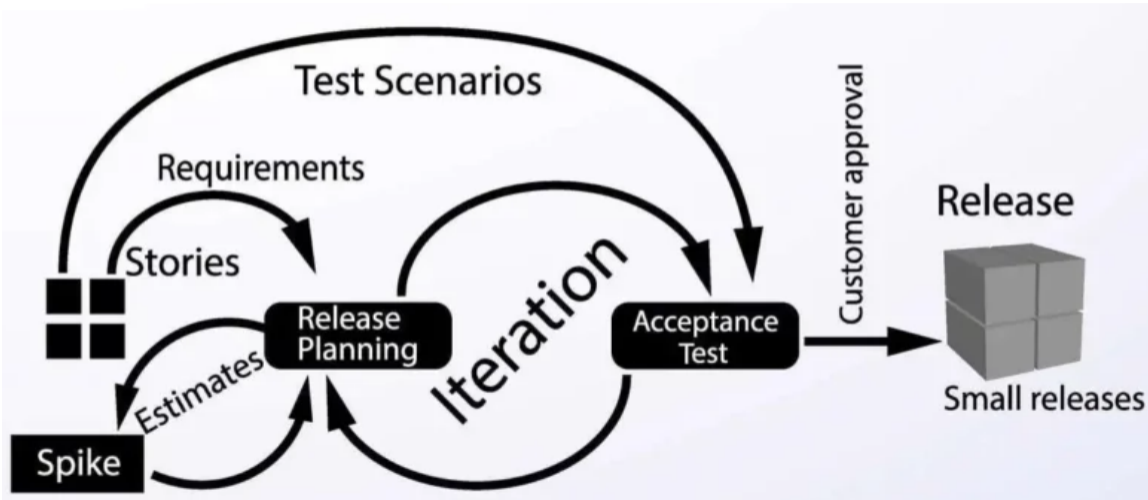 Test Scenarios
Requirements
Stories
Release
Planning
Estimates
Spike
Iteration
Acceptance
Test
Customer approval
Release
Small releases